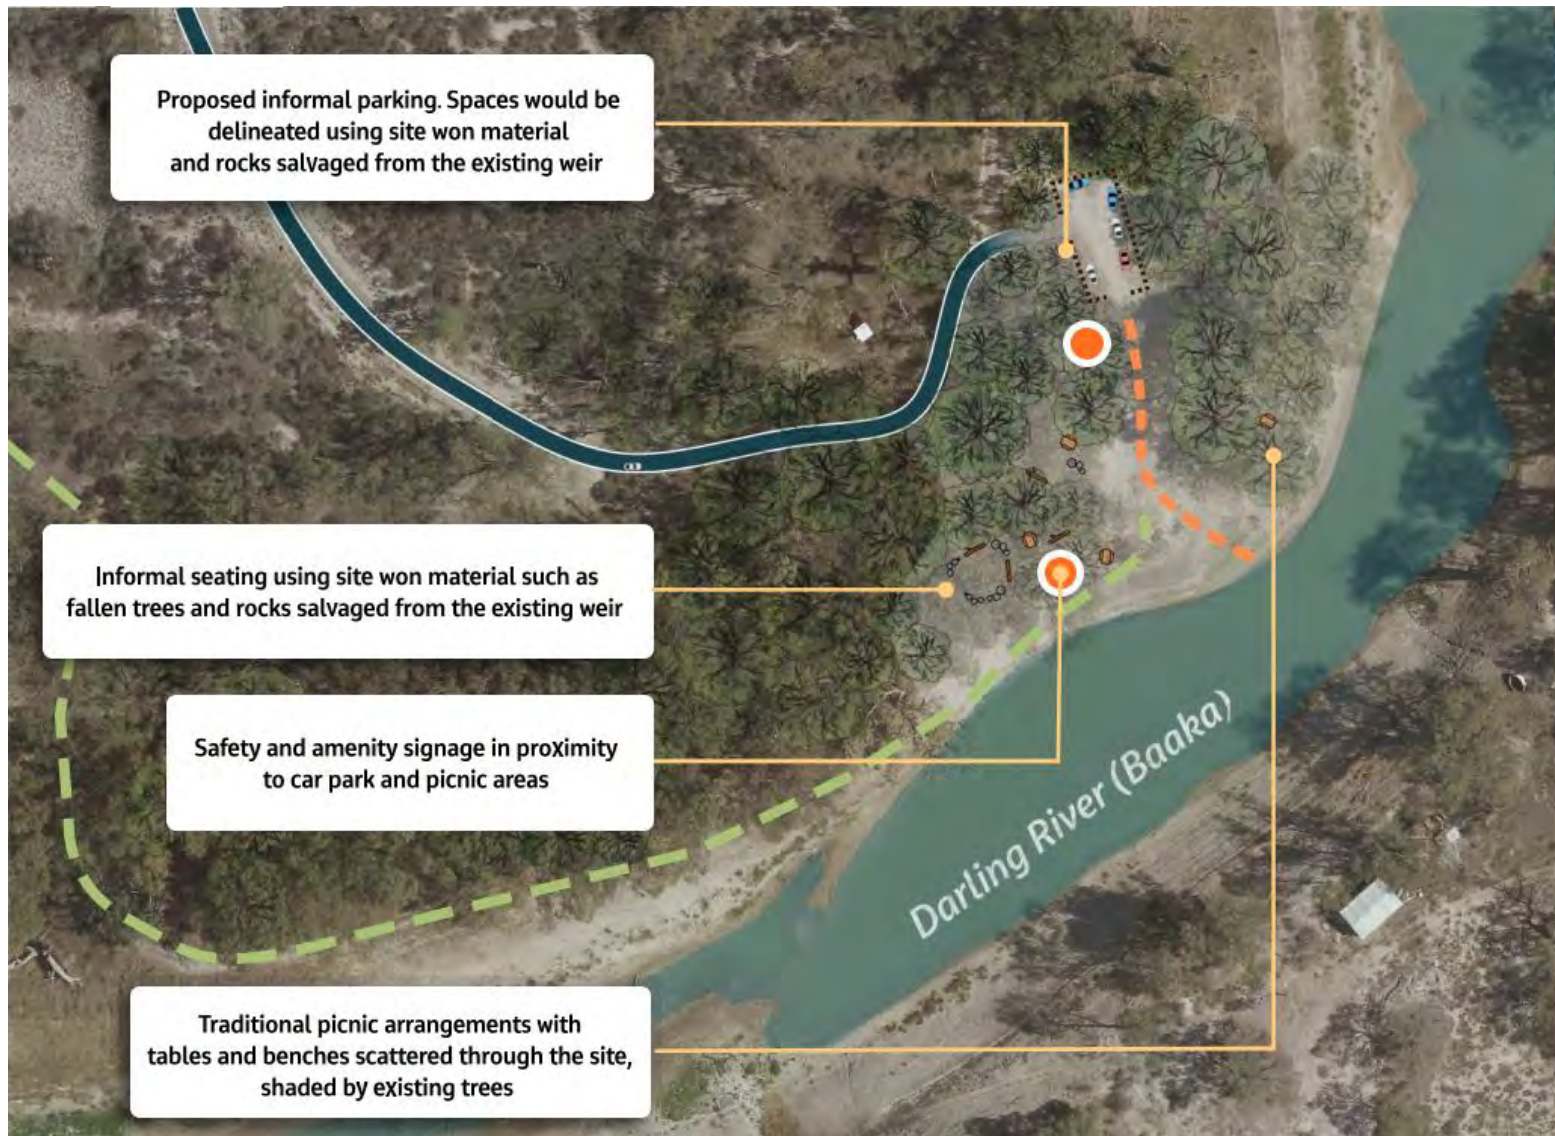 Proposed informal parking. Spaces would be
delineated using site won material
and rocks salvaged from the existing weir
Informal seating using site won material such as
fallen trees and rocks salvaged from the existing weir
Safety and amenity signage in proximity
to car park and picnic areas
Darling River (Baaka)
Traditional picnic arrangements with
tables and benches scattered through the site,
shaded by existing trees